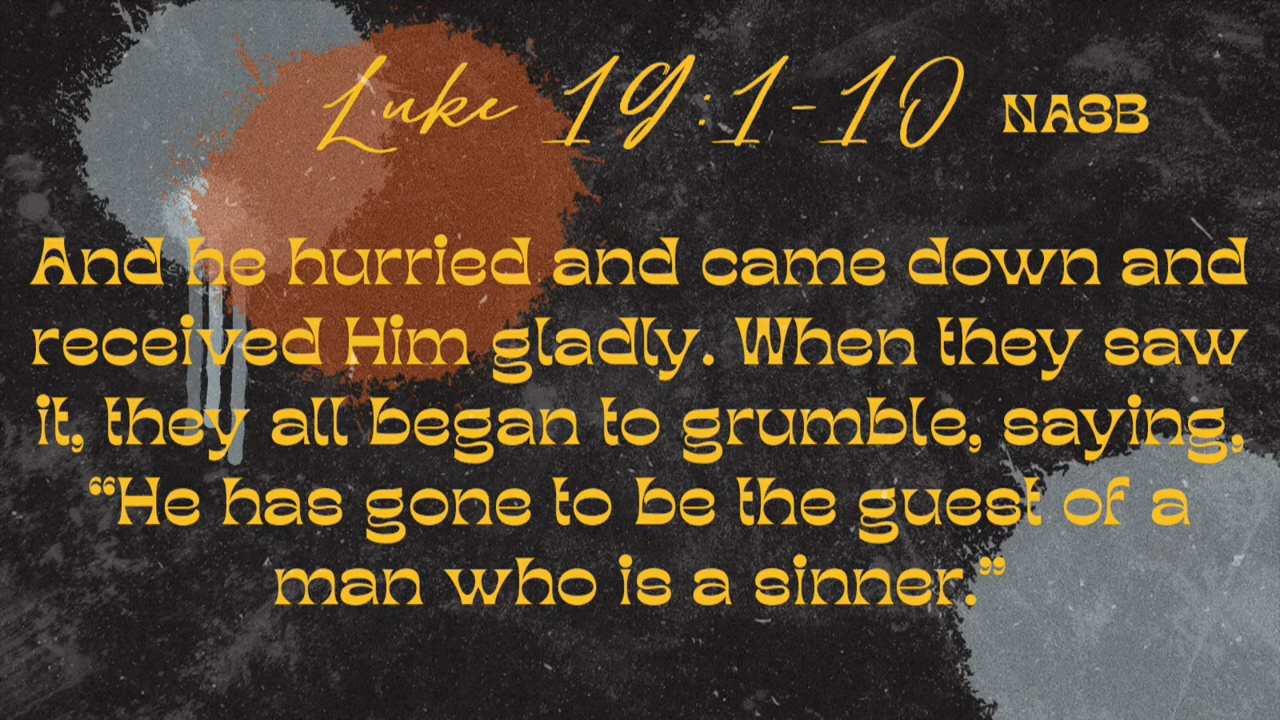 Luke 19:1-10 NASB
And he hurried and came down and
received Him gladly. When they saw
it, they all began to grumble, saying,
“He has gone to be the guest of a
man who is a sinner.”